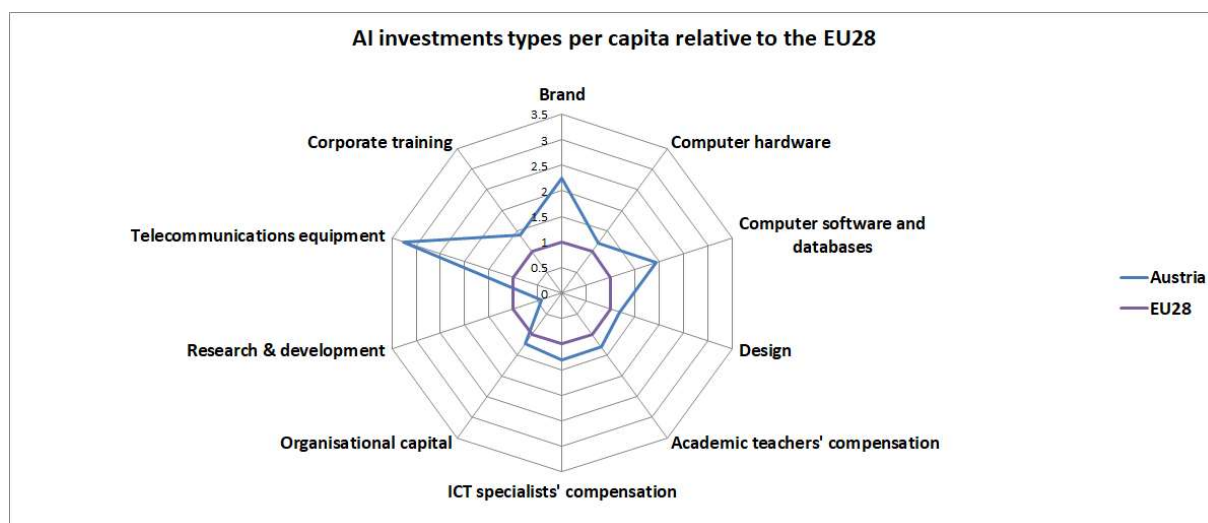 AI investments types per capita relative to the EU28
Brand
3.5
3
2.5
2
1.5
1
0.5
0
Computer hardware
Computer software and
databases
Design
Academic teachers' compensation
ICT specialists' compensation
Organisational capital
Research & development
Telecommunications equipment
Corporate training
Austria
EU28